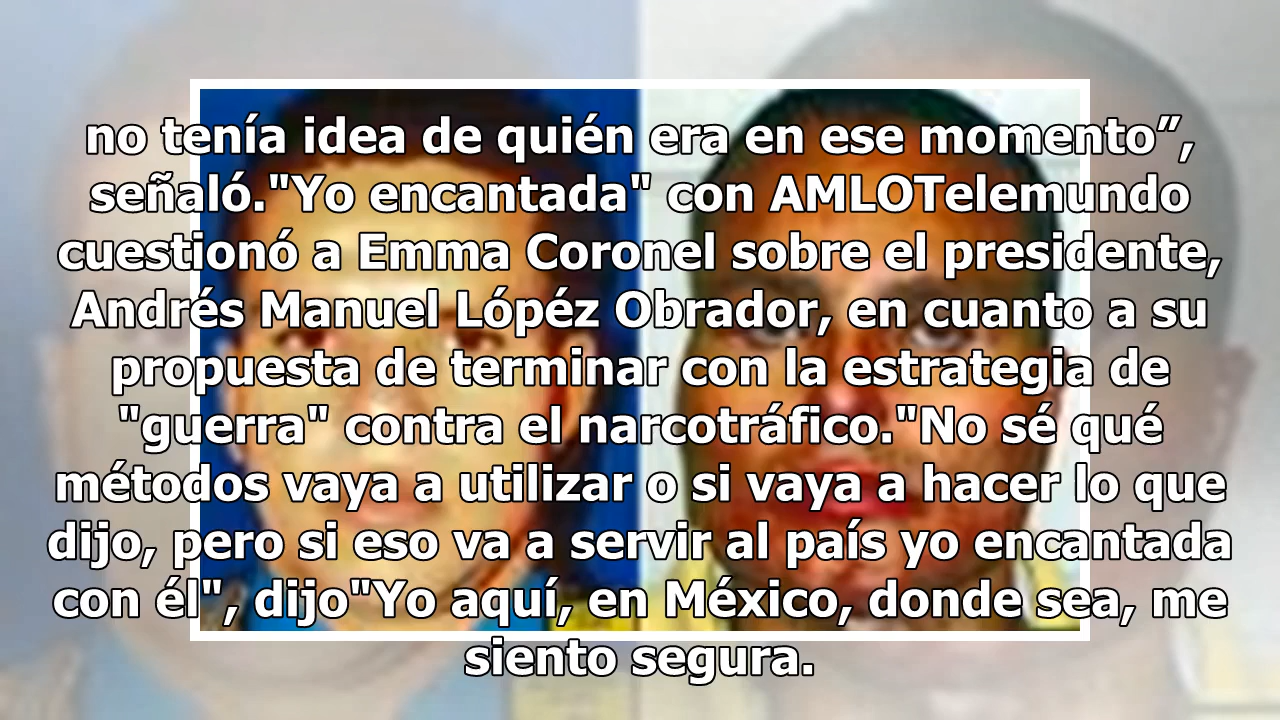 no tenía idea de quién era en ese momento”,
señaló."Yo encantada" con AMLOTelemundo
cuestionó a Emma Coronel sobre el presidente,
Andrés Manuel Lópéz Obrador, en cuanto a su
propuesta de terminar con la estrategia de
"guerra" contra el narcotráfico."No sé qué
métodos vaya a utilizar o si vaya a hacer lo que
dijo, pero si eso va a servir al país yo encantada
con él", dijo"Yo aquí, en México, donde sea, me
siento segura.